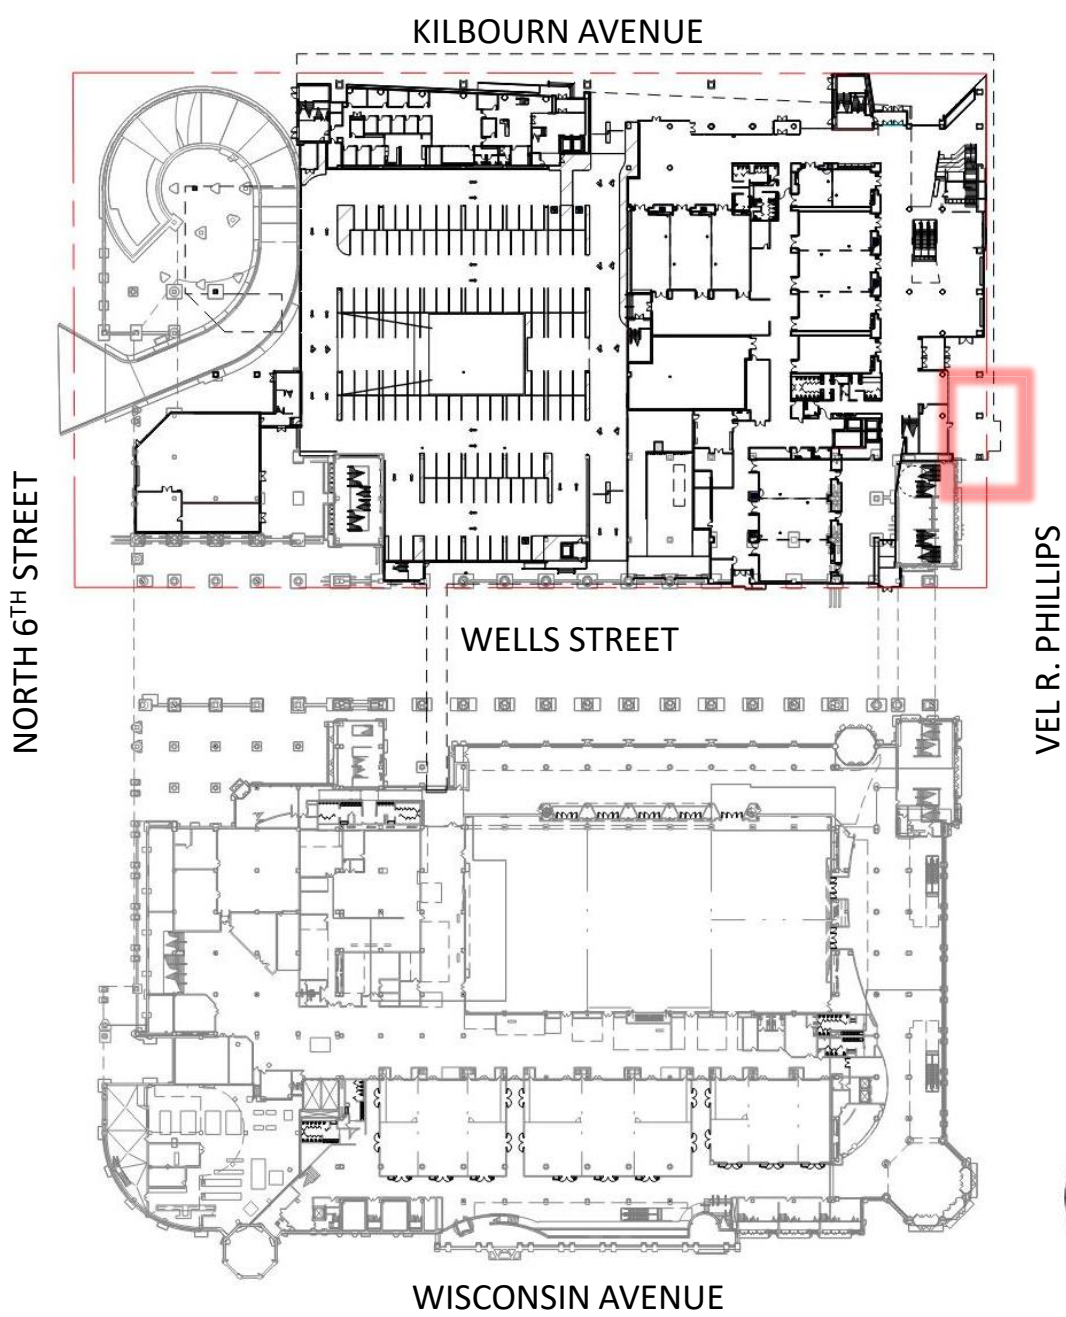 KILBOURN AVENUE
NORTH 6TH STREET
WELLS STREET
VEL R. PHILLIPS
WISCONSIN AVENUE